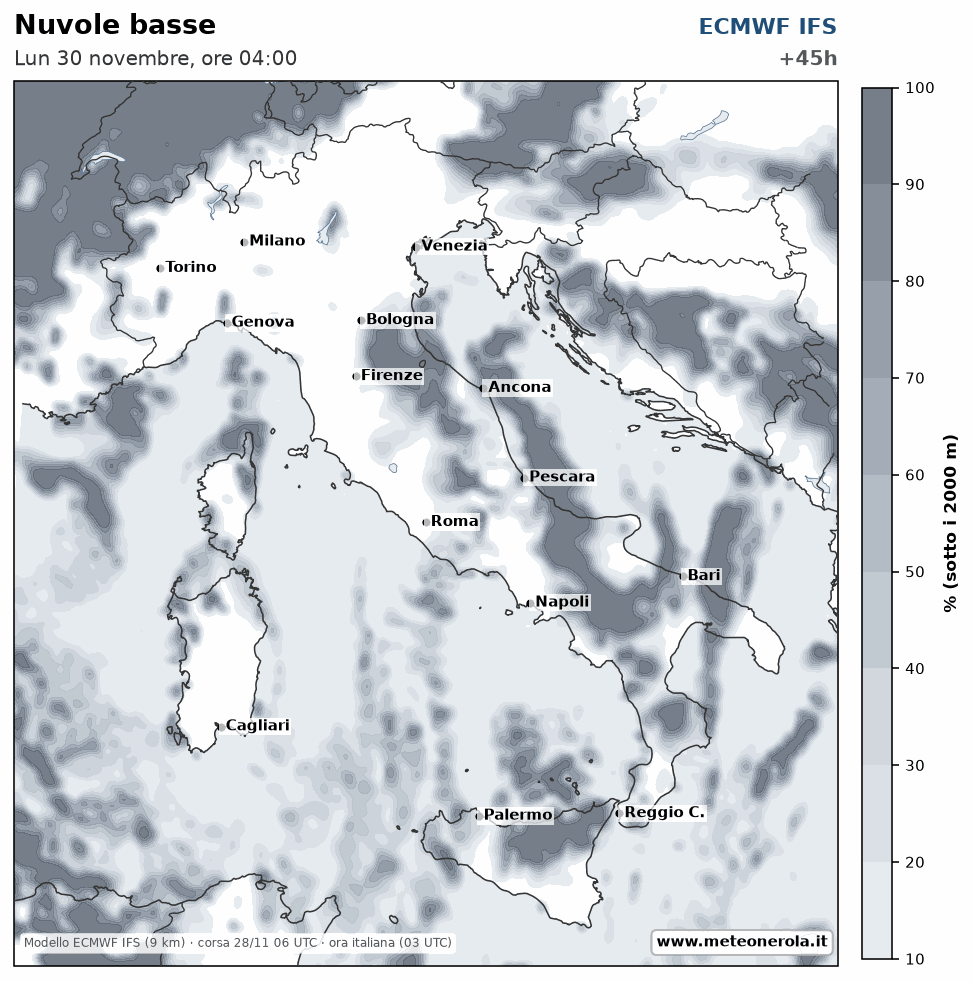 Nuvole basse
ECMWF IFS
Lun 30 novembre, ore 04:00
+45h
Milano
Venezia
Torino
Genova
Bologna
Firenze
Ancona
Pescara
Roma
Bari
Napoli
Cagliari
Palermo
Reggio C.
Modello ECMWF IFS (9 km) · corsa 28/11 06 UTC · ora italiana (03 UTC)
www.meteonerola.it
100
90
80
70
60
50
40
30
20
10
% (sotto i 2000 m)